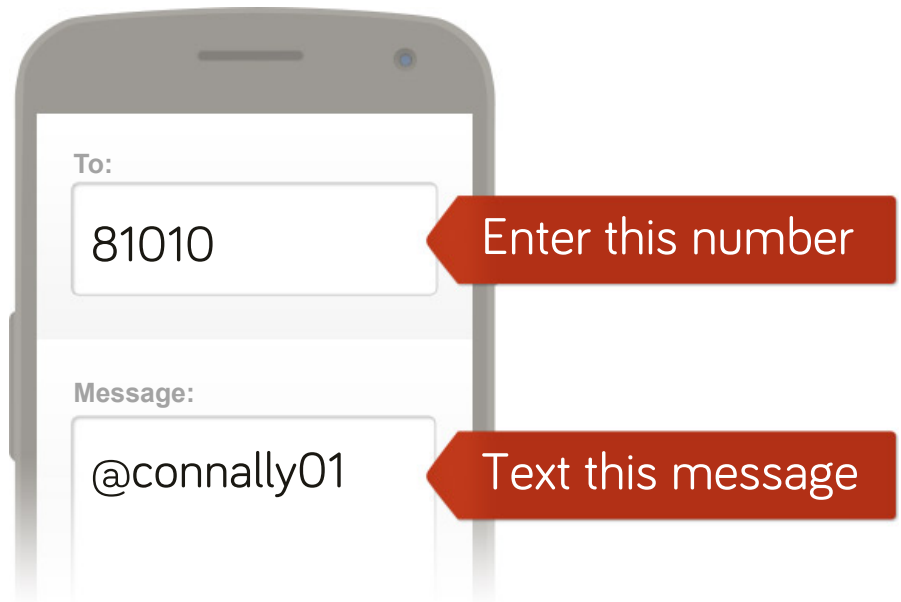 To:
81010
Enter this number
Message:
@connally01
Text this message